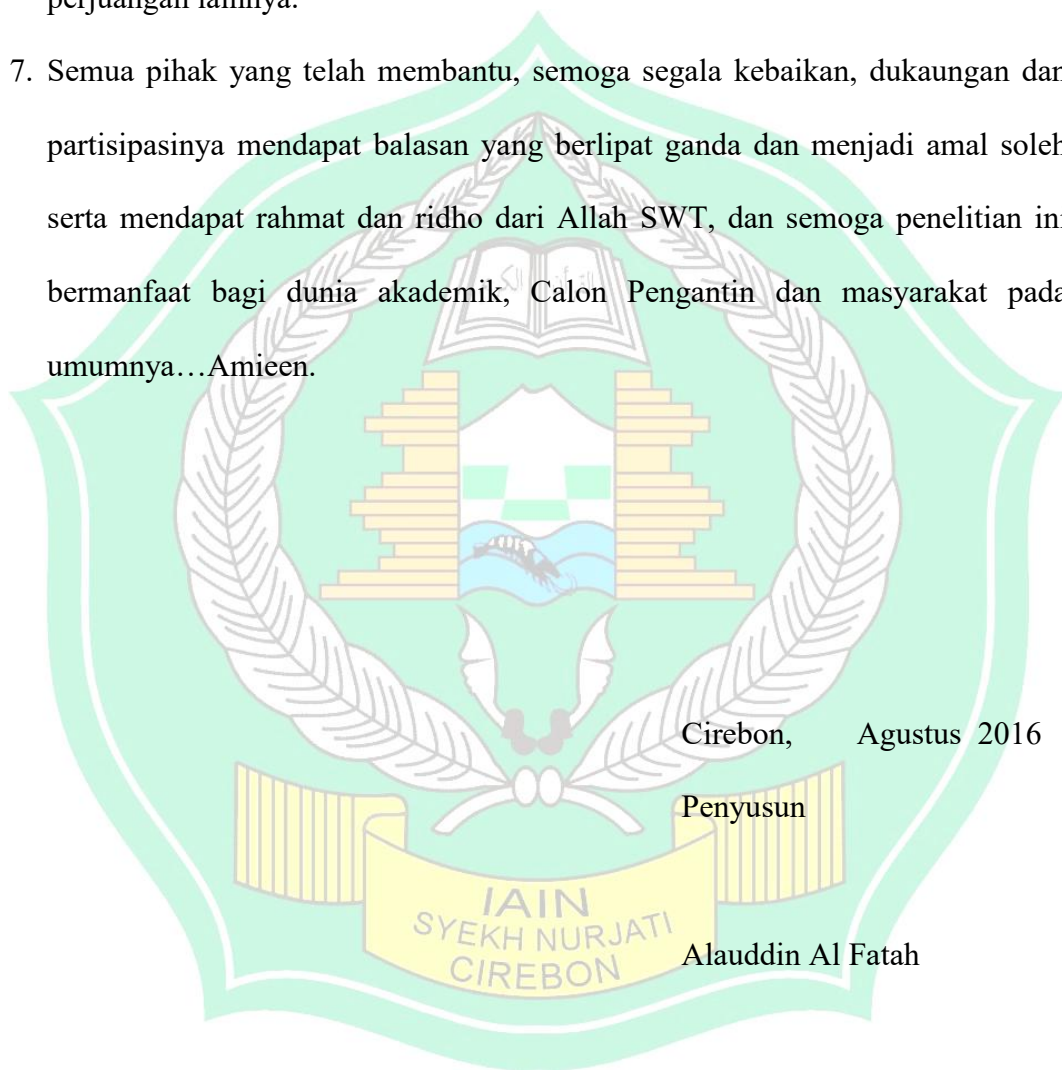 perjuangan lainnya.
7. Semua pihak yang telah membantu, semoga segala kebaikan, dukaungan dan
partisipasinya mendapat balasan yang berlipat ganda dan menjadi amal soleh
serta mendapat rahmat dan ridho dari Allah SWT, dan semoga penelitian ini
bermanfaat bagi dunia akademik, Calon Pengantin dan masyarakat pada
umumnya…Amieen.
Cirebon, Agustus 2016
Penyusun
IAIN
SYEKH NURJATI
CIREBON
Alauddin Al Fatah